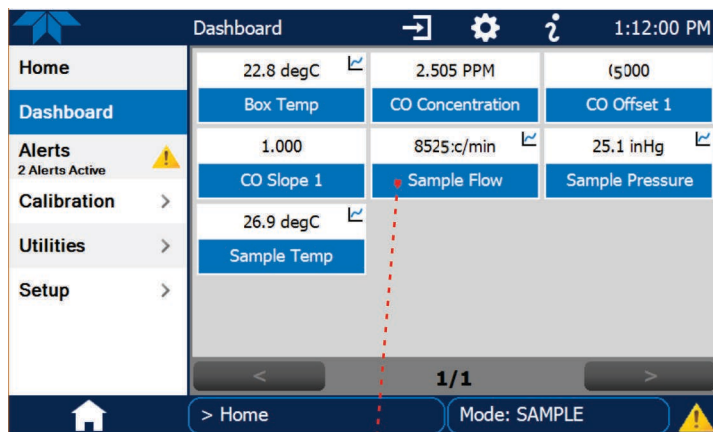 Dashboard
1:12:00 PM
Home
Dashboard
Alerts
2 Alerts Active
Calibration >
Utilities >
Setup >
22.8 degC
Box Temp
2.505 PPM
CO Concentration
CO Offset 1
1.000
CO Slope 1
Sample Flow
25.1 inHg
Sample Pressure
26.9 degC
Sample Temp
< 1/1 >
> Home
Mode: SAMPLE